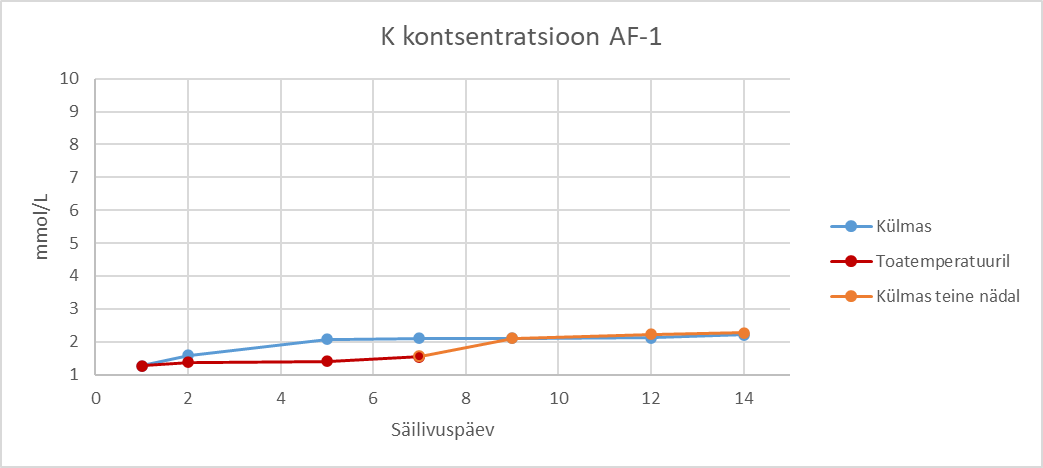 K kontsentratsioon AF-1
10
9
8
7
6
5
4
3
2
1
mmol/L
0 2 4 6 8 10 12 14
Säilivuspäev
Külmas
Toatemperatuuril
Külmas teine nädal